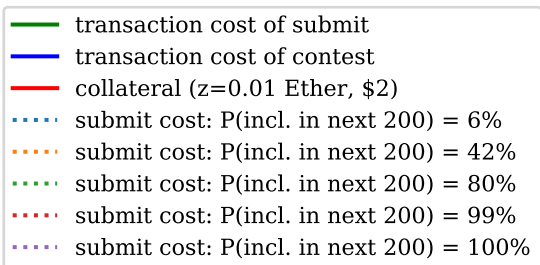 transaction cost of submit
transaction cost of contest
collateral (z=0.01 Ether, $2)
submit cost: P(incl. in next 200) = 6%
submit cost: P(incl. in next 200) = 42%
submit cost: P(incl. in next 200) = 80%
submit cost: P(incl. in next 200) = 99%
submit cost: P(incl. in next 200) = 100%